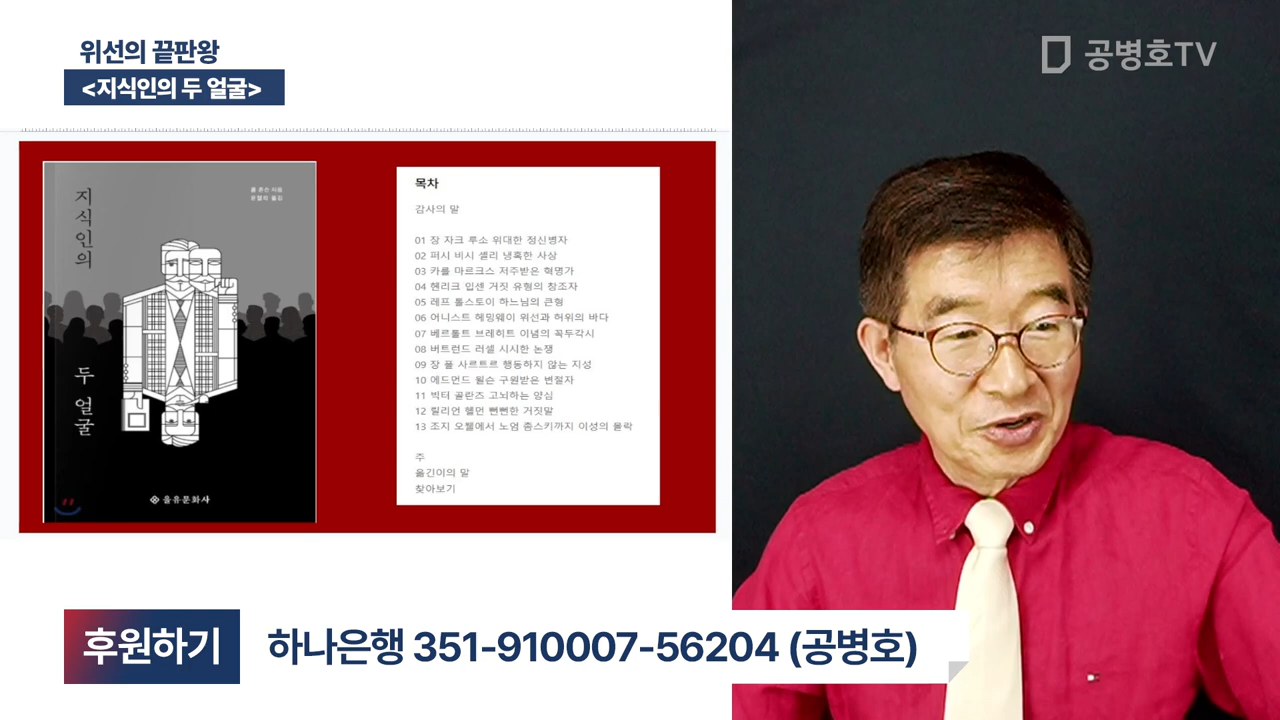 위선의 끝판왕
<지식인의 두 얼굴>
공병호TV
지식인의
두 얼굴
폴 존슨 지음
윤철희 옮김
을유문화사
목차
감사의 말
01 장 자크 루소 위대한 정신병자
02 퍼시 비시 셸리 냉혹한 사상
03 카를 마르크스 저주받은 혁명가
04 헨리크 입센 거짓 유형의 창조자
05 레프 톨스토이 하느님의 큰형
06 어니스트 헤밍웨이 위선과 허위의 바다
07 베르톨트 브레히트 이념의 꼭두각시
08 버트런드 러셀 시시한 논쟁
09 장 폴 사르트르 행동하지 않는 지성
10 에드먼드 윌슨 구원받은 변절자
11 빅터 골란즈 고뇌하는 양심
12 릴리언 헬먼 뻔뻔한 거짓말
13 조지 오웰에서 노엄 촘스키까지 이성의 몰락
주
옮긴이의 말
찾아보기
후원하기
하나은행 351-910007-56204 (공병호)